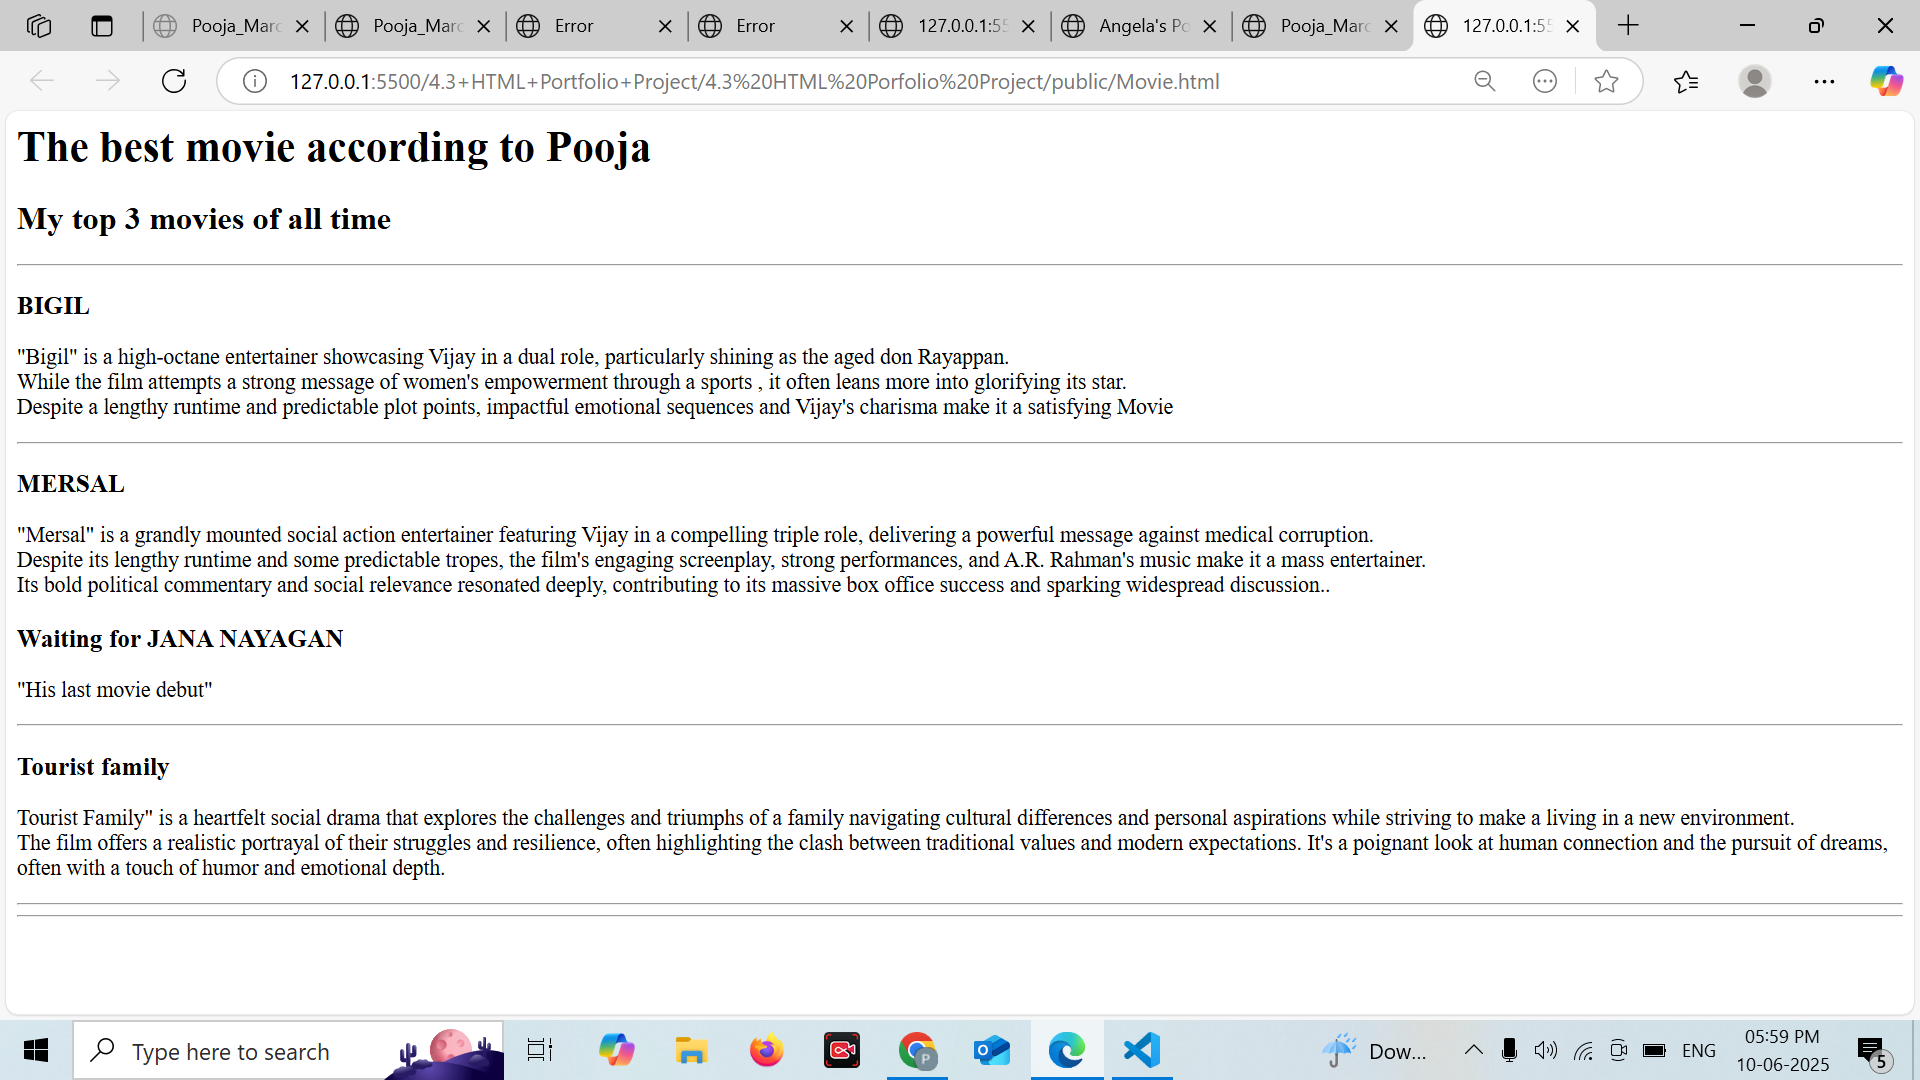 Pooja_Marc
Pooja_Marc
Error
Error
127.0.0.1:55
Angela's Po
Pooja_Marc
127.0.0.1:55
127.0.0.1:5500/4.3+HTML+Portfolio+Project/4.3%20HTML%20Porfolio%20Project/public/Movie.html
The best movie according to Pooja
My top 3 movies of all time
BIGIL
"Bigil" is a high-octane entertainer showcasing Vijay in a dual role, particularly shining as the aged don Rayappan.
While the film attempts a strong message of women's empowerment through a sports , it often leans more into glorifying its star.
Despite a lengthy runtime and predictable plot points, impactful emotional sequences and Vijay's charisma make it a satisfying Movie
MERSAL
"Mersal" is a grandly mounted social action entertainer featuring Vijay in a compelling triple role, delivering a powerful message against medical corruption.
Despite its lengthy runtime and some predictable tropes, the film's engaging screenplay, strong performances, and A.R. Rahman's music make it a mass entertainer.
Its bold political commentary and social relevance resonated deeply, contributing to its massive box office success and sparking widespread discussion..
Waiting for JANA NAYAGAN
"His last movie debut"
Tourist family
Tourist Family" is a heartfelt social drama that explores the challenges and triumphs of a family navigating cultural differences and personal aspirations while striving to make a living in a new environment.
The film offers a realistic portrayal of their struggles and resilience, often highlighting the clash between traditional values and modern expectations. It's a poignant look at human connection and the pursuit of dreams,
often with a touch of humor and emotional depth.
Type here to search
P
Dow...
ENG
05:59 PM
10-06-2025
5